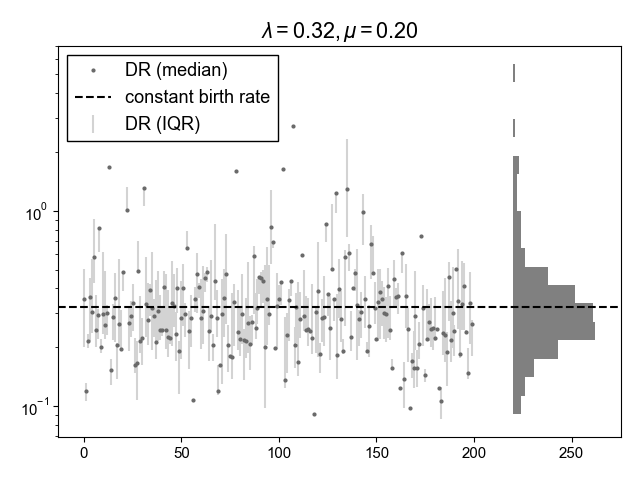 λ = 0.32, μ = 0.20
DR (median)
constant birth rate
DR (IQR)
10⁰
10⁻¹
0 50 100 150 200 250